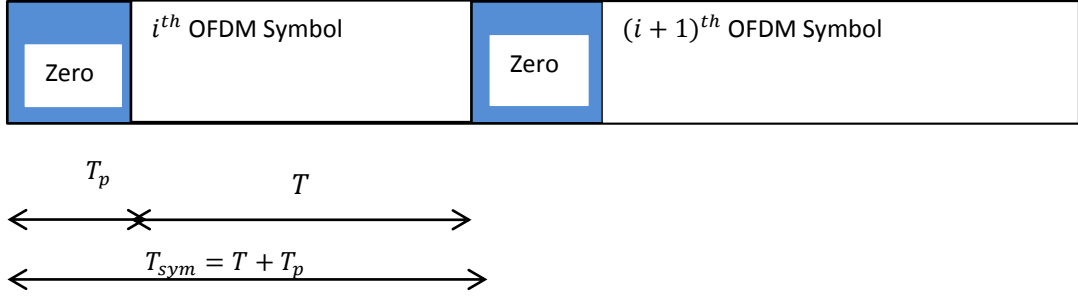 $i^{th}$ OFDM Symbol
$(i + 1)^{th}$ OFDM Symbol
Zero
Zero
$T_p$
$T$
$T_{sym} = T + T_p$